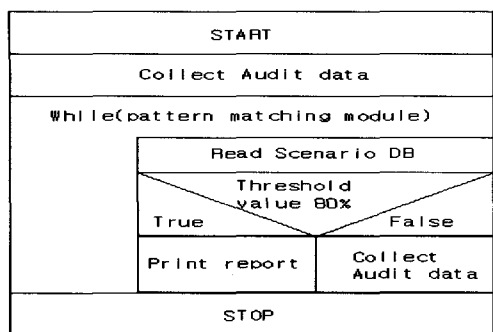 START
Collect Audit data
While(pattern matching module)
Read Scenario DB
Threshold
value 80%
True
False
Print report
Collect
Audit data
STOP